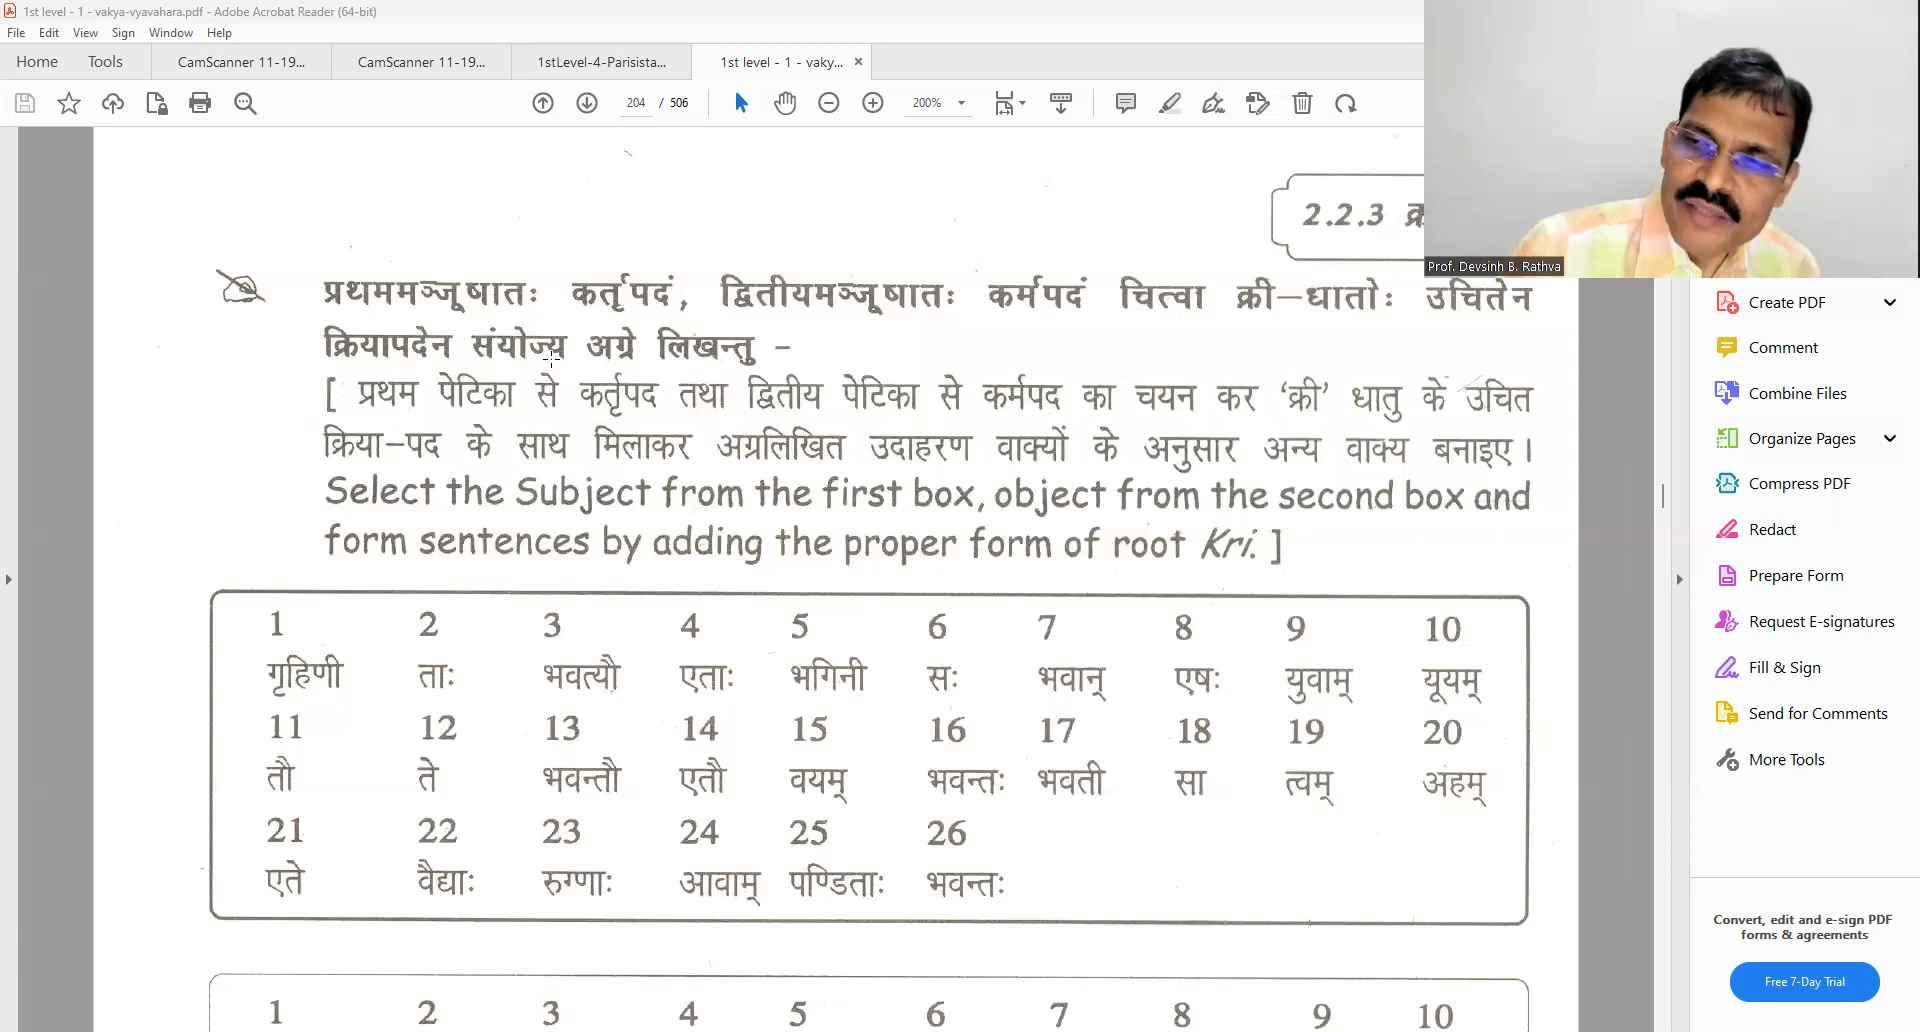 1st level - 1 - vakya-vyavahara.pdf - Adobe Acrobat Reader (64-bit)
File Edit View Sign Window Help
Home Tools CamScanner 11-19... CamScanner 11-19... 1stLevel-4-Parisista... 1st level - 1 - vaky... ×
204 / 506 200%
2.2.3
Prof. Devsinh B. Rathva
प्रथममञ्जूषातः कर्तृपदं, द्वितीयमञ्जूषातः कर्मपदं चित्वा क्री–धातोः उचितेन
क्रियापदेन संयोज्य अग्रे लिखन्तु –
[ प्रथम पेटिका से कर्तृपद तथा द्वितीय पेटिका से कर्मपद का चयन कर ‘क्री’ धातु के उचित
क्रिया–पद के साथ मिलाकर अग्रलिखित उदाहरण वाक्यों के अनुसार अन्य वाक्य बनाइए।
Select the Subject from the first box, object from the second box and
form sentences by adding the proper form of root Kri. ]
1 2 3 4 5 6 7 8 9 10
गृहिणी ताः भवत्यौ एताः भगिनी सः भवान् एषः युवाम् यूयम्
11 12 13 14 15 16 17 18 19 20
तौ ते भवन्तौ एतौ वयम् भवन्तः भवती सा त्वम् अहम्
21 22 23 24 25 26
एते वैद्याः रुग्णाः आवाम् पण्डिताः भवन्तः
1 2 3 4 5 6 7 8 9 10
Create PDF
Comment
Combine Files
Organize Pages
Compress PDF
Redact
Prepare Form
Request E-signatures
Fill & Sign
Send for Comments
More Tools
Convert, edit and e-sign PDF
forms & agreements
Free 7-Day Trial